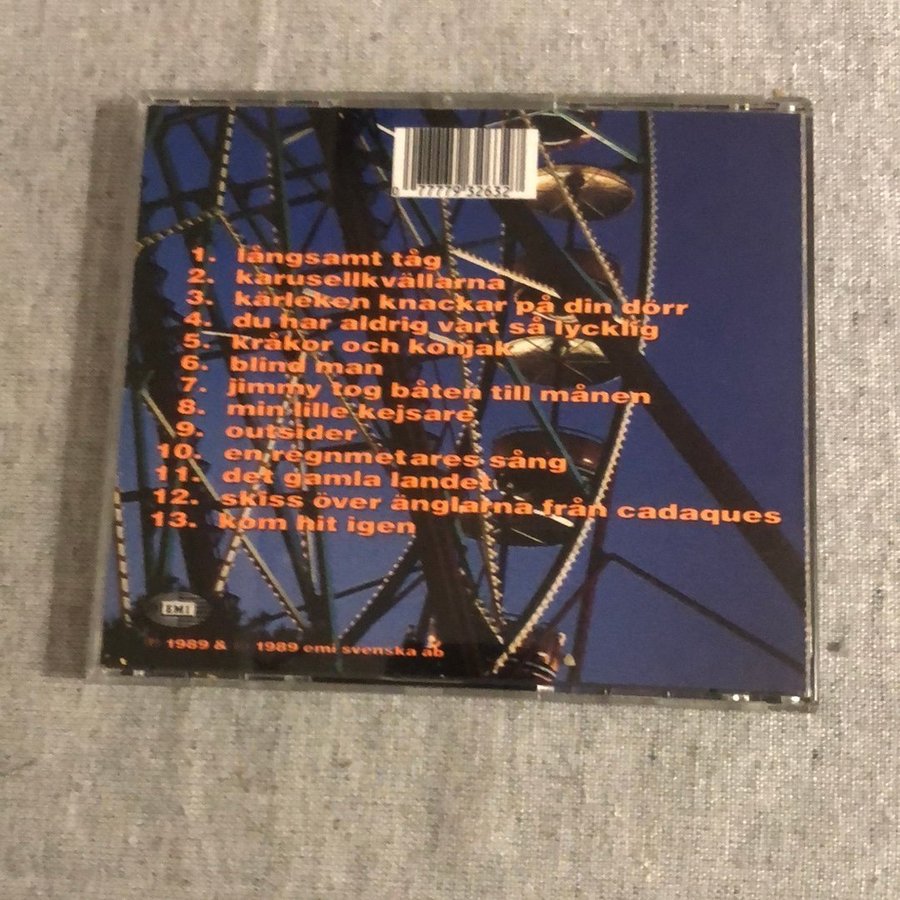 0 77779 32632
1. långsamt tåg
2. karusellkvällarna
3. kärleken knackar på din dörr
4. du har aldrig vart så lycklig
5. kråkor och konjak
6. blind man
7. jimmy tog båten till månen
8. min lille kejsare
9. outsider
10. en regnmetares sång
11. det gamla landet
12. skiss över änglarna från cadaques
13. kom hit igen
EMI
℗ 1989 & © 1989 emi svenska ab